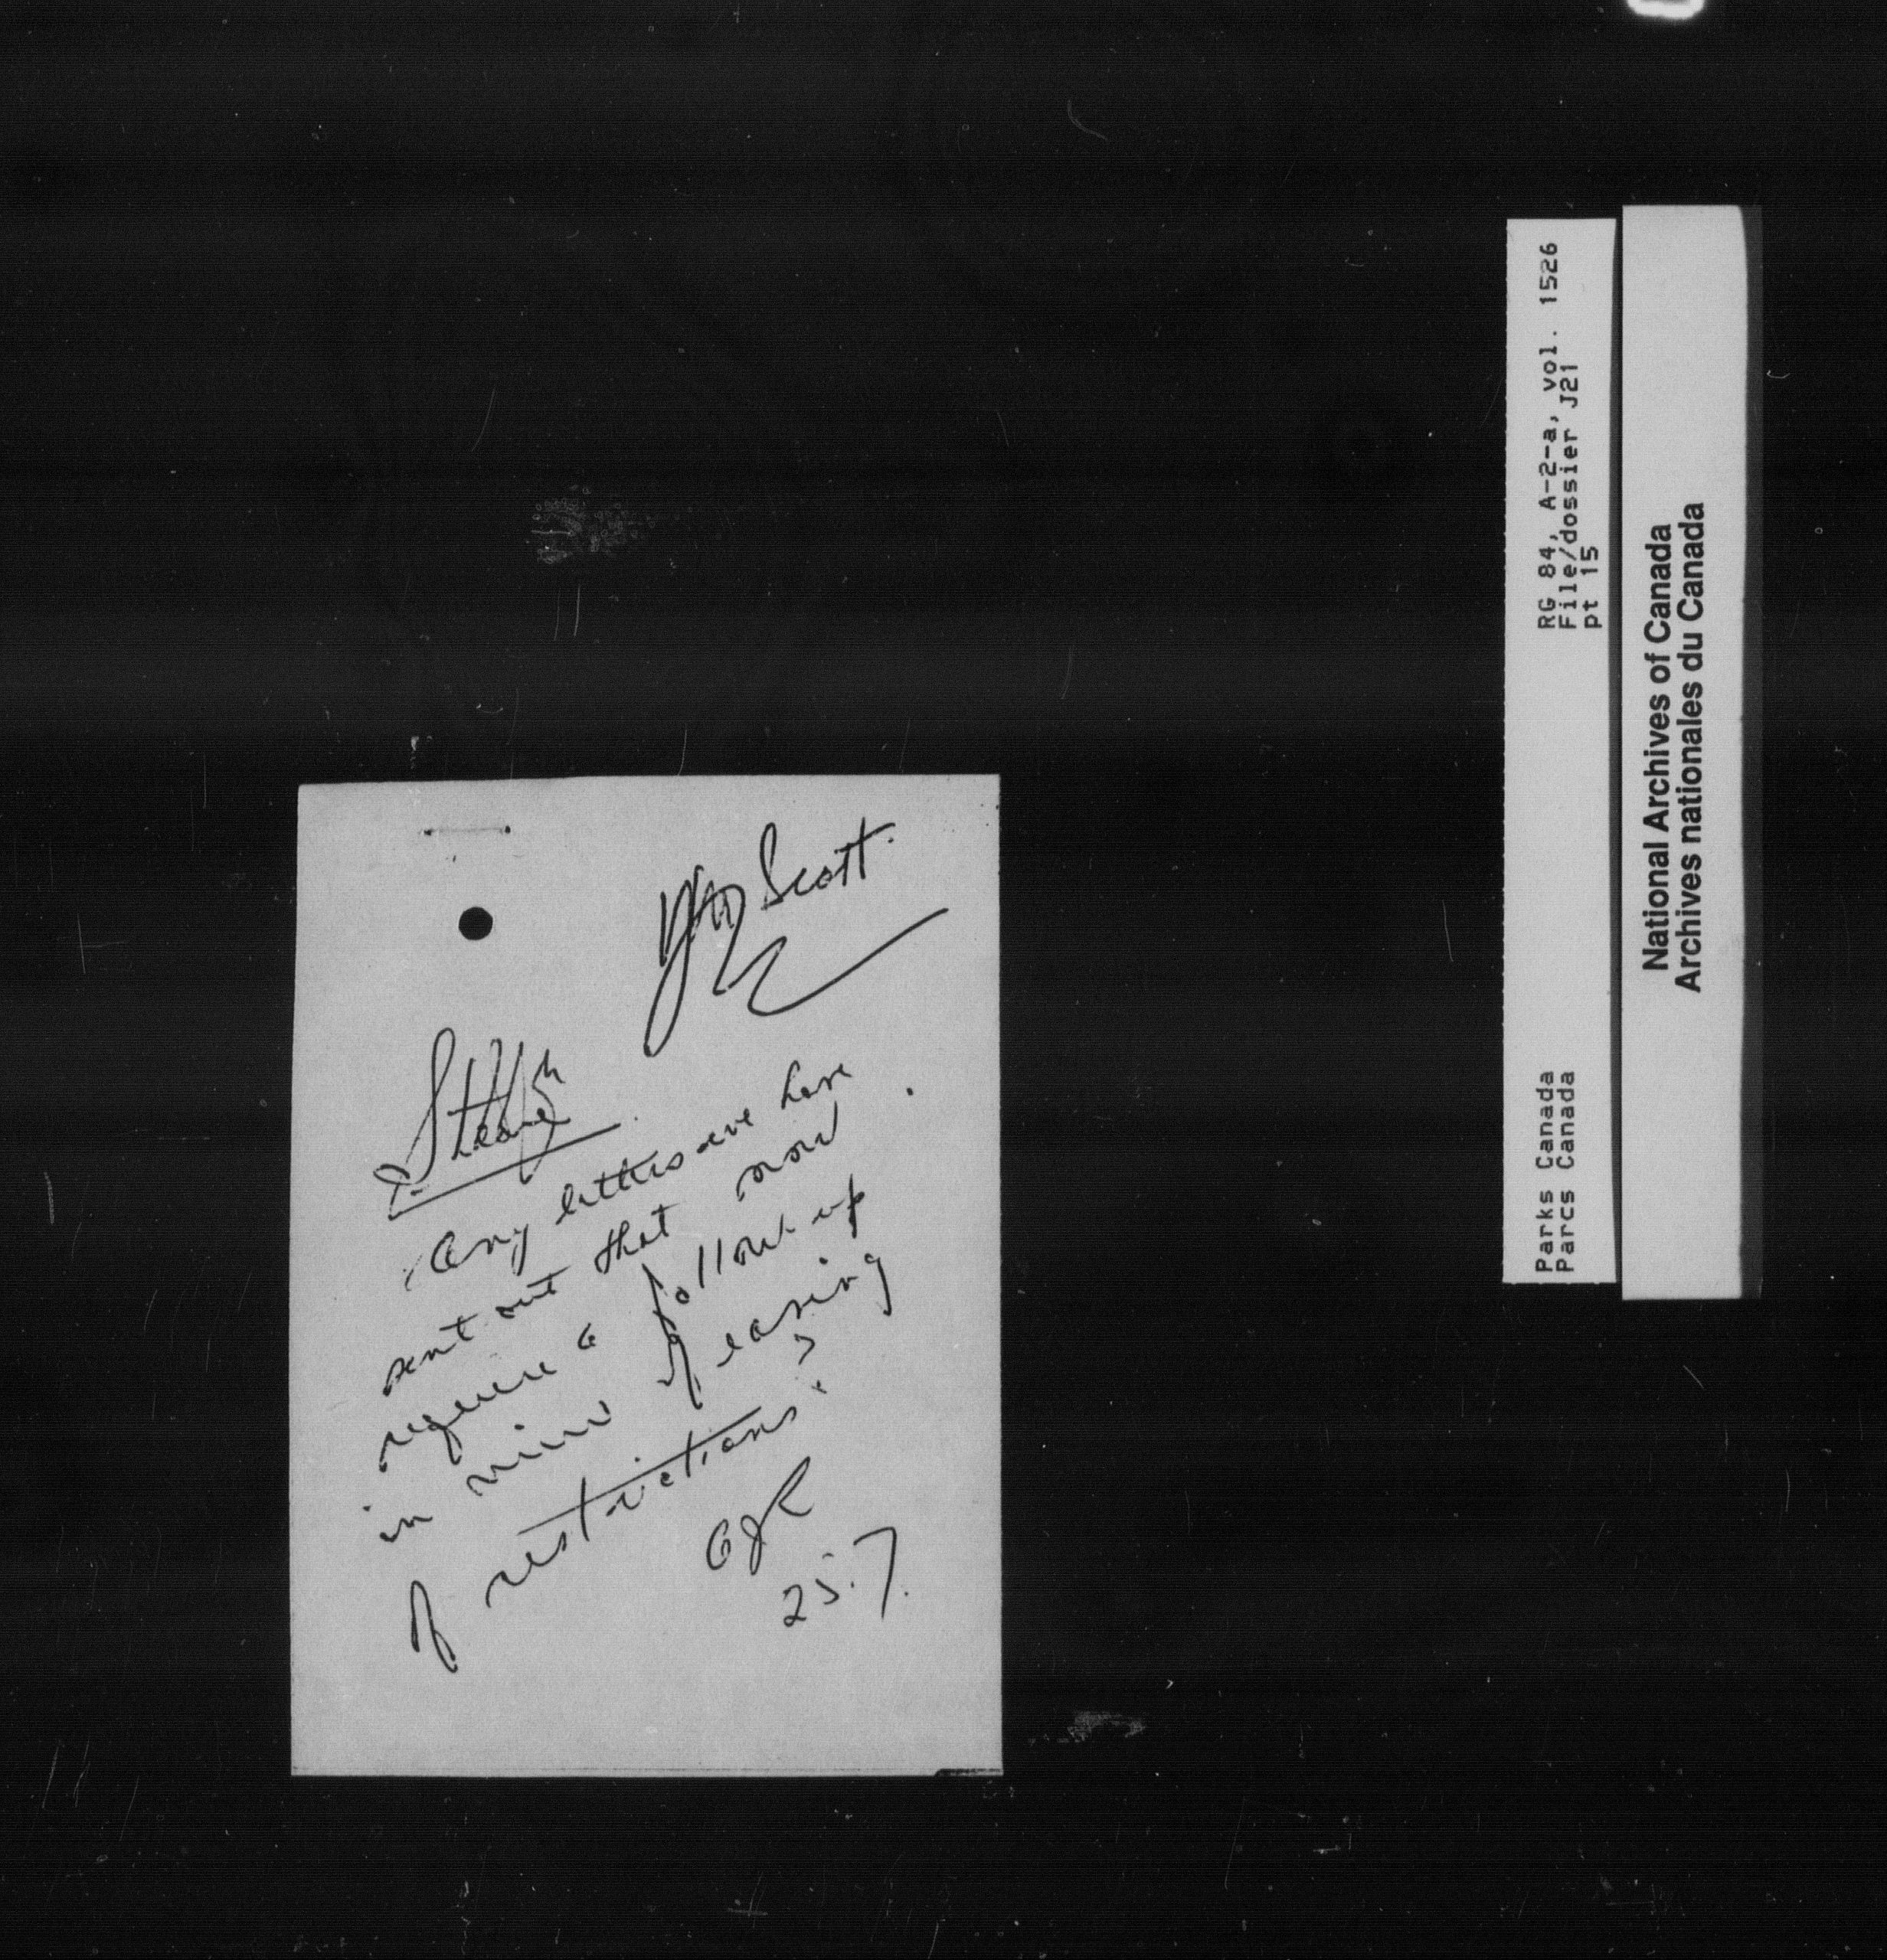 Scott.
Any letters we have
sent out that now
require a follow up
in view of easing
of restrictions?
25.7.
RG 84, A-2-a, vol. 1526
File/dossier J21
pt 15
Parks Canada
Parcs Canada
National Archives of Canada
Archives nationales du Canada